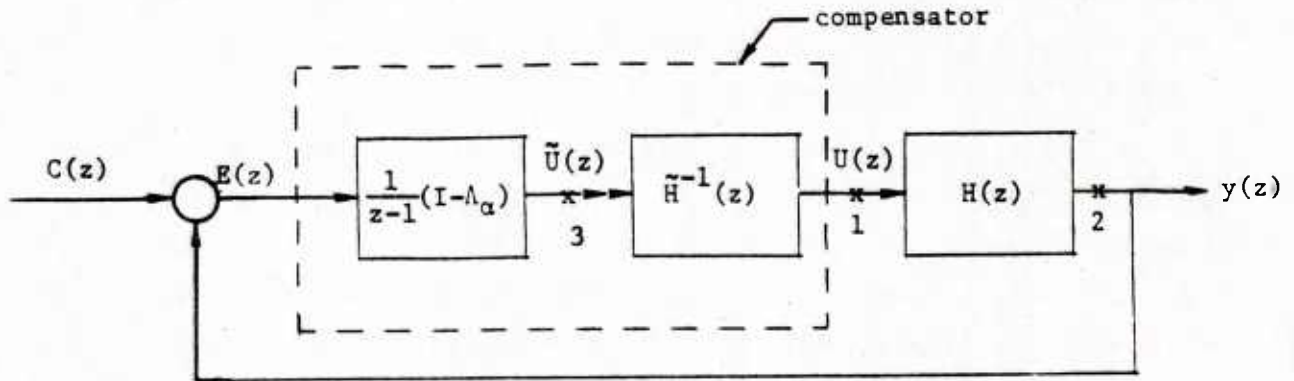 compensator
C(z)
E(z)
1/(z-1) (I-Λα)
Ũ(z)
3
H̃⁻¹(z)
U(z)
1
H(z)
2
y(z)